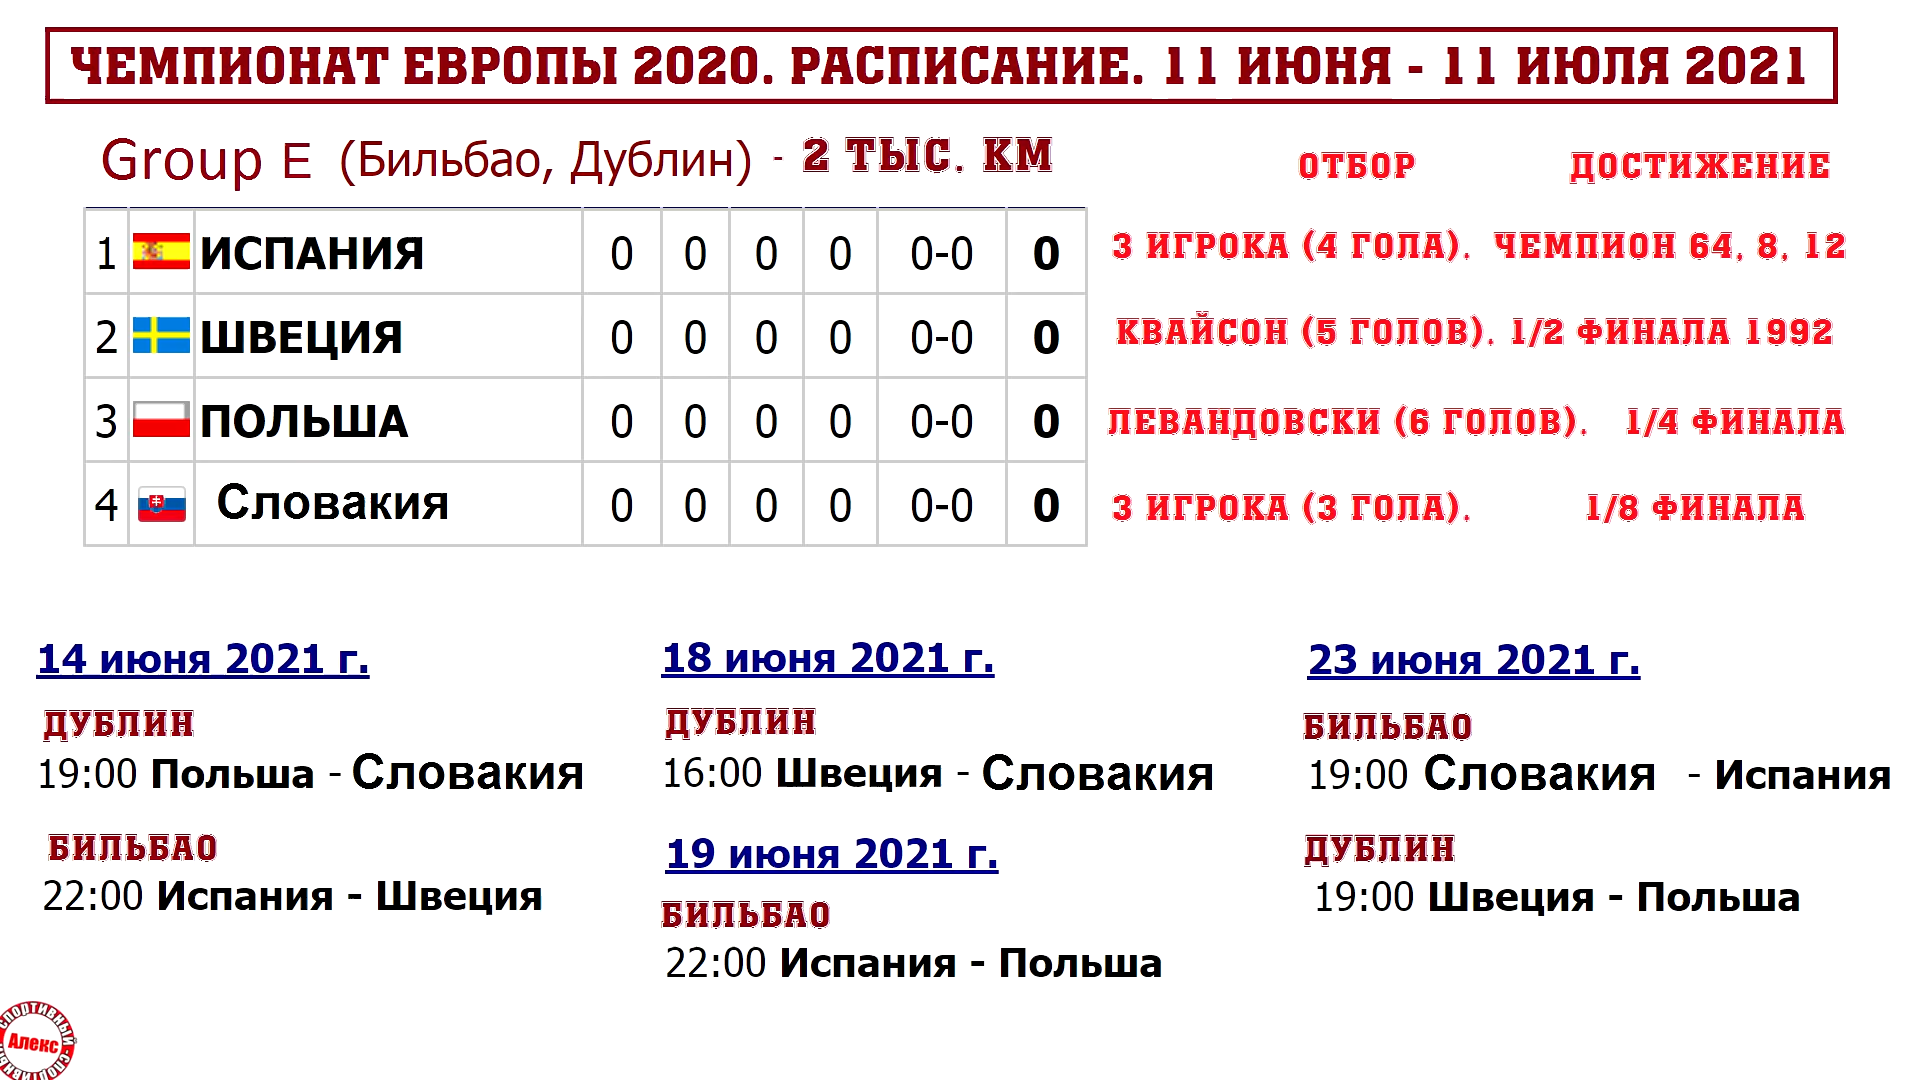 ЧЕМПИОНАТ ЕВРОПЫ 2020. РАСПИСАНИЕ. 11 ИЮНЯ - 11 ИЮЛЯ 2021
Group E (Бильбао, Дублин) - 2 ТЫС. КМ ОТБОР ДОСТИЖЕНИЕ
1 ИСПАНИЯ 0 0 0 0 0-0 0 3 ИГРОКА (4 ГОЛА). ЧЕМПИОН 64, 8, 12
2 ШВЕЦИЯ 0 0 0 0 0-0 0 КВАЙСОН (5 ГОЛОВ). 1/2 ФИНАЛА 1992
3 ПОЛЬША 0 0 0 0 0-0 0 ЛЕВАНДОВСКИ (6 ГОЛОВ). 1/4 ФИНАЛА
4 Словакия 0 0 0 0 0-0 0 3 ИГРОКА (3 ГОЛА). 1/8 ФИНАЛА
14 июня 2021 г.
ДУБЛИН
19:00 Польша - Словакия
БИЛЬБАО
22:00 Испания - Швеция
18 июня 2021 г.
ДУБЛИН
16:00 Швеция - Словакия
19 июня 2021 г.
БИЛЬБАО
22:00 Испания - Польша
23 июня 2021 г.
БИЛЬБАО
19:00 Словакия - Испания
ДУБЛИН
19:00 Швеция - Польша
СПОРТИВНЫЙ
Алекс